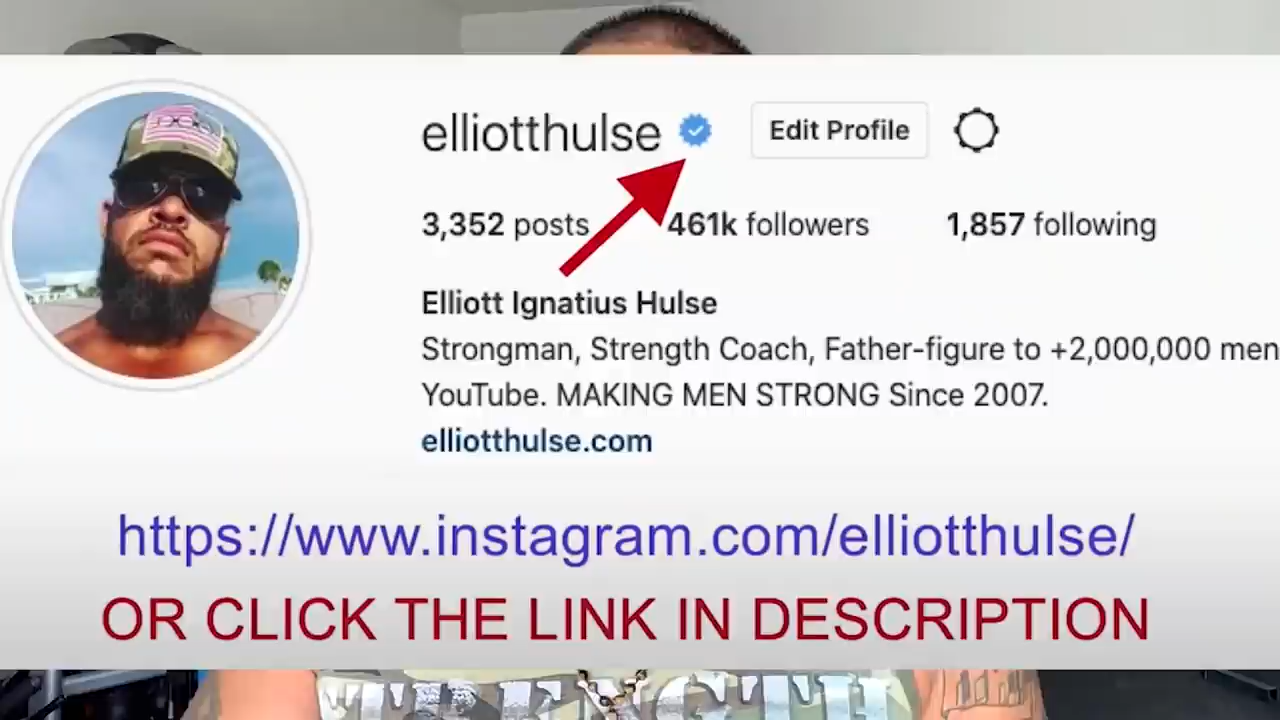 elliotthulse Edit Profile
3,352 posts 461k followers 1,857 following
Elliott Ignatius Hulse
Strongman, Strength Coach, Father-figure to +2,000,000 men
YouTube. MAKING MEN STRONG Since 2007.
elliotthulse.com
https://www.instagram.com/elliotthulse/
OR CLICK THE LINK IN DESCRIPTION